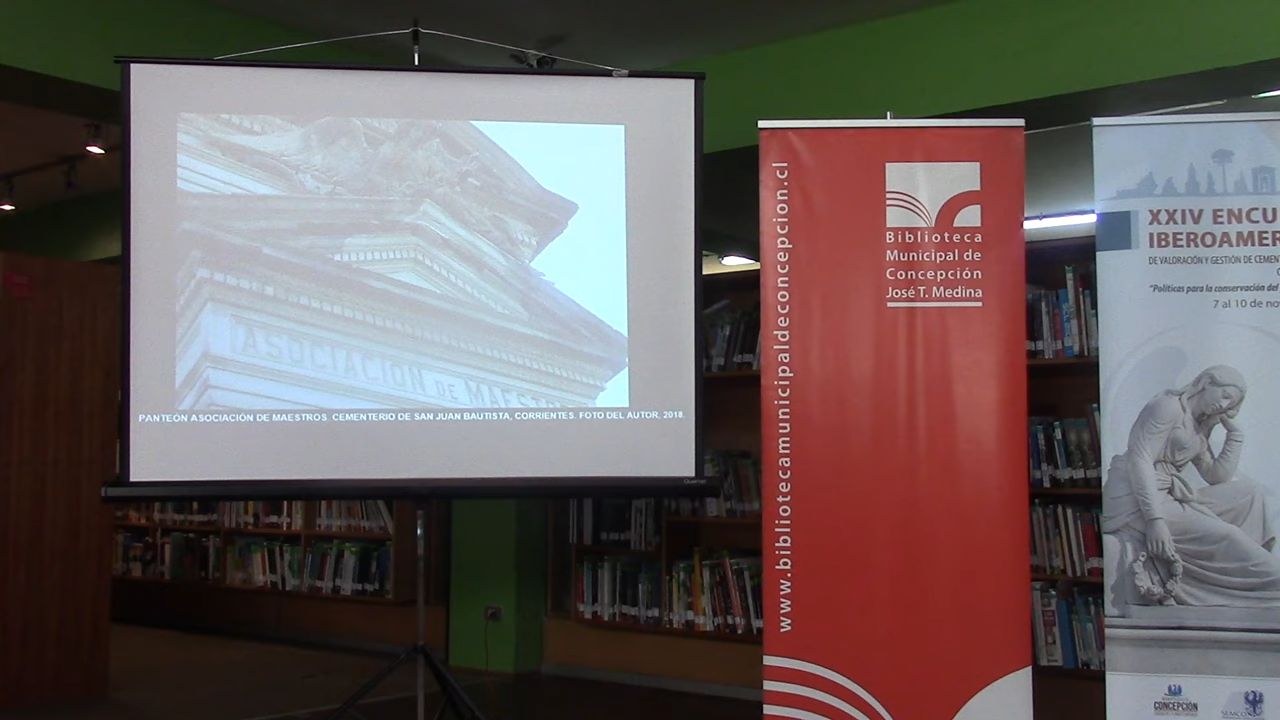 ASOCIACION DE MAEST
PANTEÓN ASOCIACIÓN DE MAESTROS. CEMENTERIO DE SAN JUAN BAUTISTA, CORRIENTES. FOTO DEL AUTOR, 2018.
www.bibliotecamunicipaldeconcepcion.cl
Biblioteca
Municipal de
Concepción
José T. Medina
XXIV ENCU
IBEROAMER
DE VALORACIÓN Y GESTIÓN DE CEMENT
"Políticas para la conservación del
7 al 10 de nov
CONCEPCIÓN